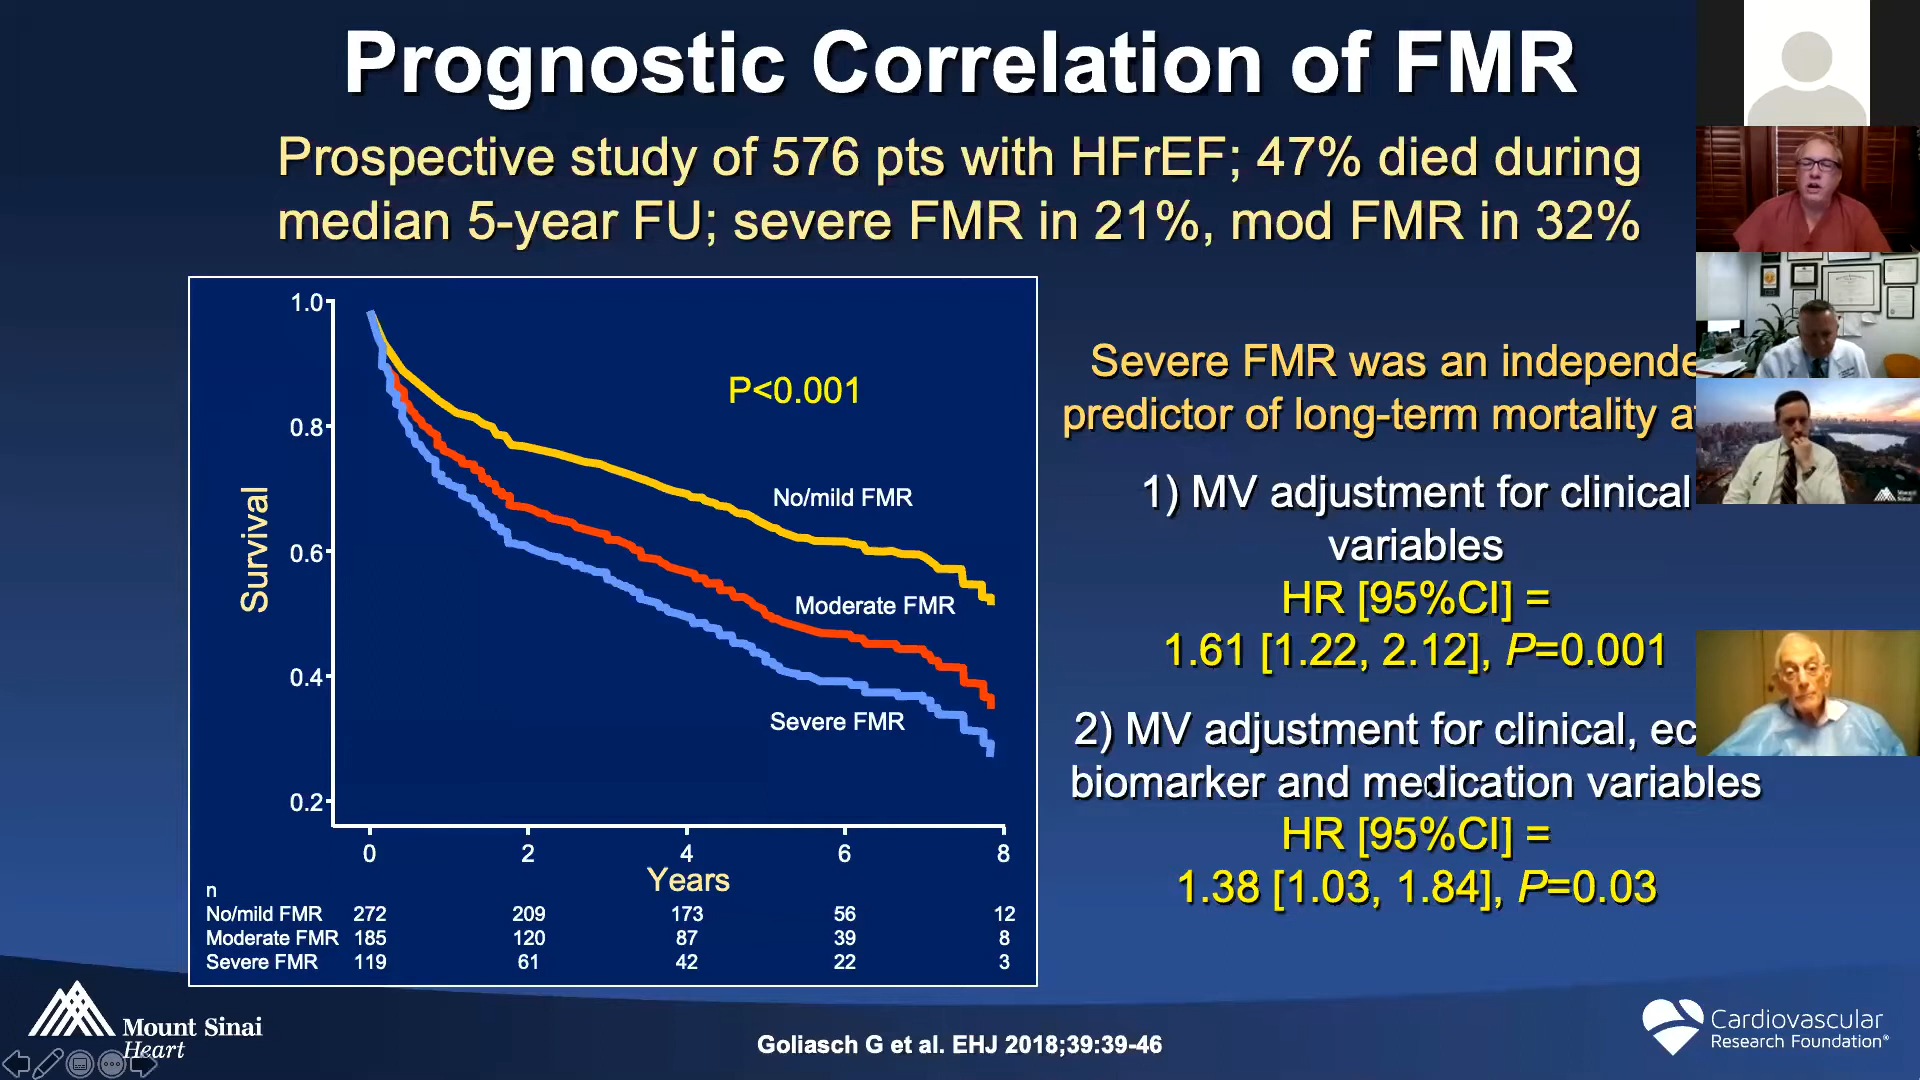 Prognostic Correlation of FMR
Prospective study of 576 pts with HFrEF; 47% died during
median 5-year FU; severe FMR in 21%, mod FMR in 32%
1.0
0.8
0.6
0.4
0.2
Survival
P<0.001
No/mild FMR
Moderate FMR
Severe FMR
0 2 4 6 8
Years
n
No/mild FMR 272 209 173 56 12
Moderate FMR 185 120 87 39 8
Severe FMR 119 61 42 22 3
Severe FMR was an
predictor of long-term mortality
1) MV adjustment for clinical
variables
HR [95%CI] =
1.61 [1.22, 2.12], P=0.001
2) MV adjustment for clinical,
biomarker and medication variables
HR [95%CI] =
1.38 [1.03, 1.84], P=0.03
Mount Sinai
Heart
Goliasch G et al. EHJ 2018;39:39-46
Cardiovascular
Research Foundation®
Mount
Sinai